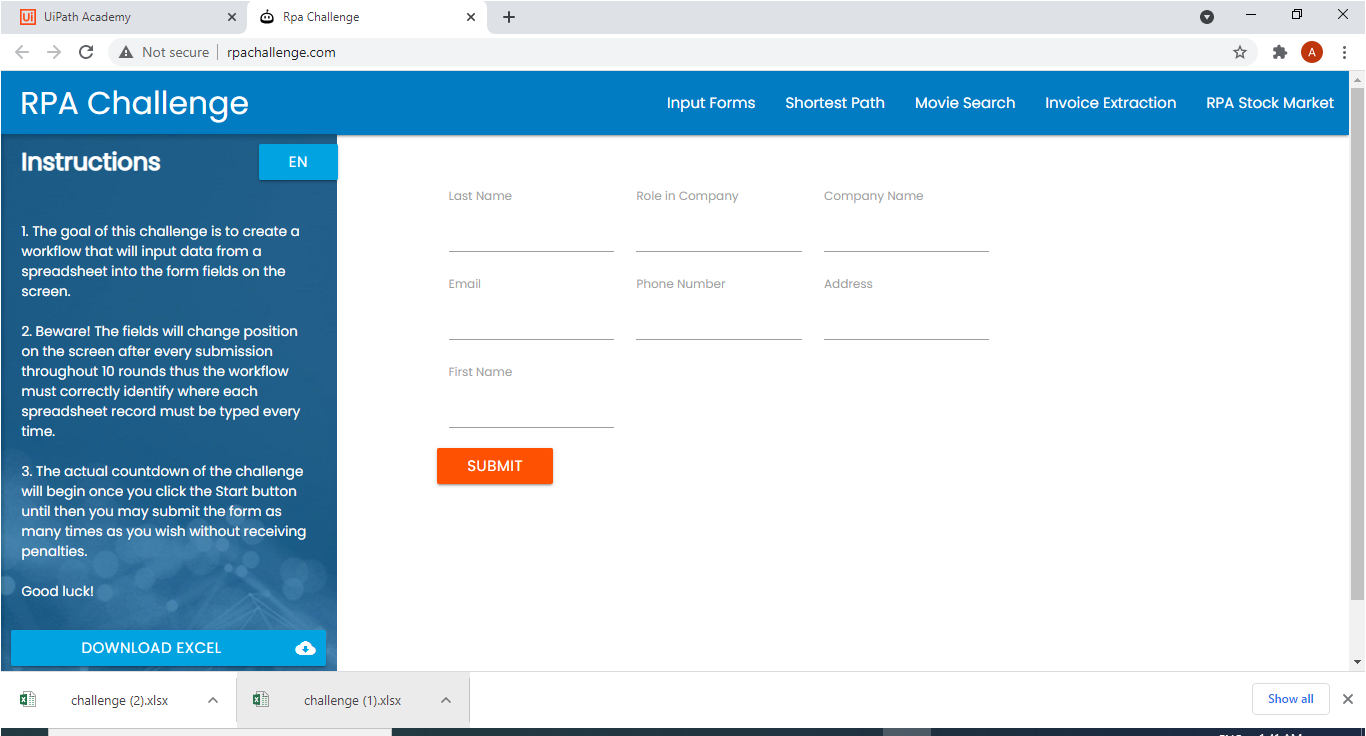 UiPath Academy
Rpa Challenge
Not secure
rpachallenge.com
A
RPA Challenge
Input Forms
Shortest Path
Movie Search
Invoice Extraction
RPA Stock Market
Instructions
EN
1. The goal of this challenge is to create a
workflow that will input data from a
spreadsheet into the form fields on the
screen.
2. Beware! The fields will change position
on the screen after every submission
throughout 10 rounds thus the workflow
must correctly identify where each
spreadsheet record must be typed every
time.
3. The actual countdown of the challenge
will begin once you click the Start button
until then you may submit the form as
many times as you wish without receiving
penalties.
Good luck!
DOWNLOAD EXCEL
Last Name
Role in Company
Company Name
Email
Phone Number
Address
First Name
SUBMIT
challenge (2).xlsx
challenge (1).xlsx
Show all